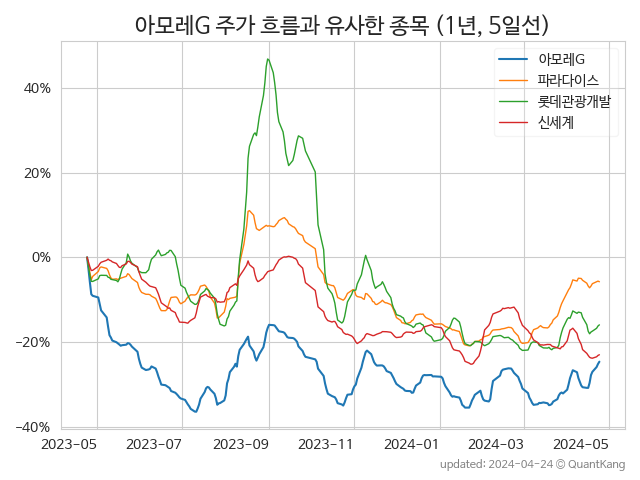 아모레G 주가 흐름과 유사한 종목 (1년, 5일선)
아모레G
파라다이스
롯데관광개발
신세계
40%
20%
0%
−20%
−40%
2023-05
2023-07
2023-09
2023-11
2024-01
2024-03
2024-05
updated: 2024-04-24 @ QuantKang